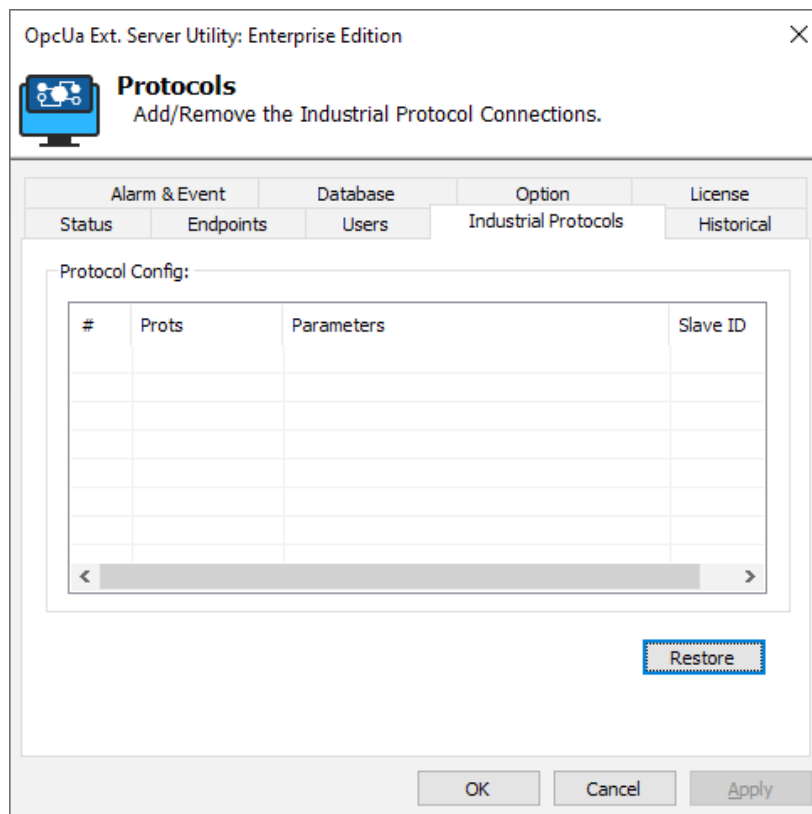 OpcUa Ext. Server Utility: Enterprise Edition
Protocols
Add/Remove the Industrial Protocol Connections.
Alarm & Event Database Option License
Status Endpoints Users Industrial Protocols Historical
Protocol Config:
# Prots Parameters Slave ID
Restore
OK Cancel Apply